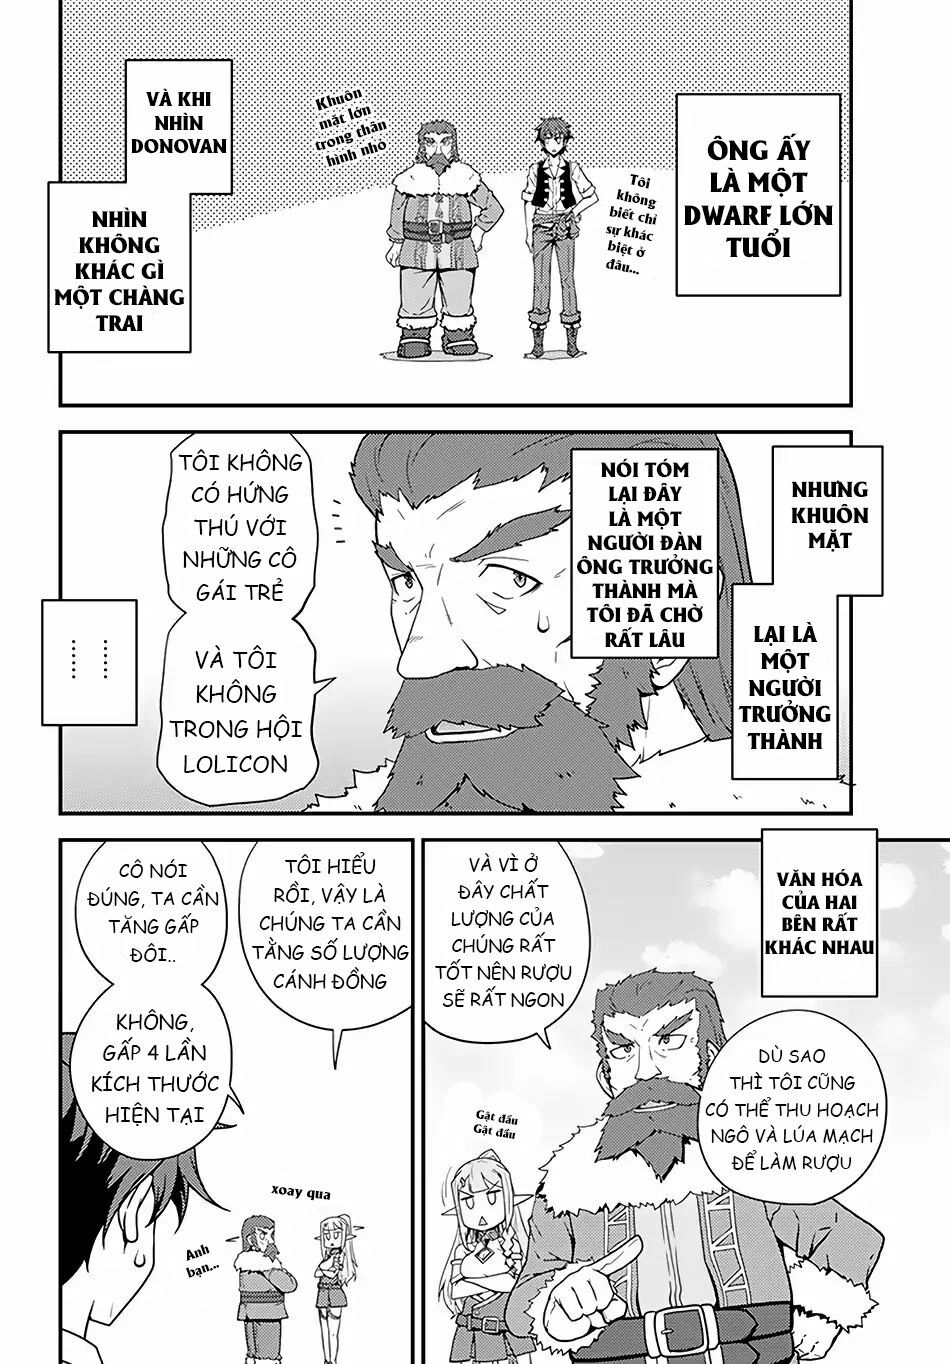 ÔNG ẤY
LÀ MỘT
DWARF LỚN
TUỔI
Tôi
không
biết chỉ
sự khác
biệt ở
đâu...
Khuôn
mặt lớn
trong thân
hình nhỏ
VÀ KHI
NHÌN
DONOVAN
NHÌN
KHÔNG
KHÁC GÌ
MỘT CHÀNG
TRAI
NHƯNG
KHUÔN
MẶT
LẠI LÀ
MỘT
NGƯỜI
TRƯỞNG
THÀNH
NÓI TÓM
LẠI ĐÂY
LÀ MỘT
NGƯỜI ĐÀN
ÔNG TRƯỞNG
THÀNH MÀ
TÔI ĐÃ CHỜ
RẤT LÂU
TÔI KHÔNG
CÓ HỨNG
THÚ VỚI
NHỮNG CÔ
GÁI TRẺ
VÀ TÔI
KHÔNG
TRONG HỘI
LOLICON
......
......
VĂN HÓA
CỦA HAI
BÊN RẤT
KHÁC NHAU
DÙ SAO
THÌ TÔI CŨNG
CÓ THỂ THU HOẠCH
NGÔ VÀ LÚA MẠCH
ĐỂ LÀM RƯỢU
VÀ VÌ Ở
ĐÂY CHẤT
LƯỢNG CỦA
CHÚNG RẤT
TỐT NÊN RƯỢU
SẼ RẤT NGON
Gật đầu
Gật đầu
TÔI HIỂU
RỒI, VẬY LÀ
CHÚNG TA CẦN
TẰNG SỐ LƯỢNG
CÁNH ĐỒNG
CÔ NÓI
ĐÚNG, TA CẦN
TĂNG GẤP
ĐÔI..
KHÔNG,
GẤP 4 LẦN
KÍCH THƯỚC
HIỆN TẠI
xoay qua
Anh
bạn...